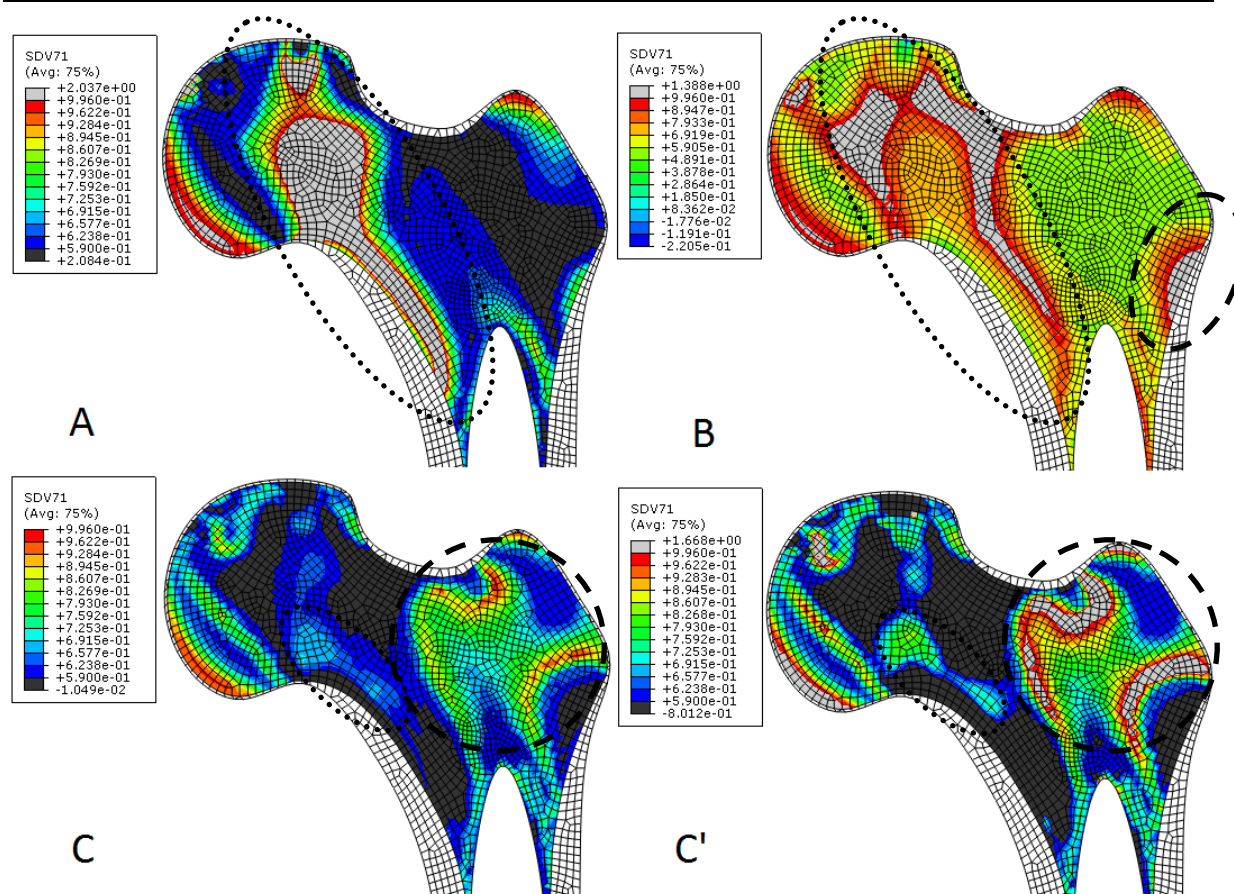 SDV71
(Avg: 75%)
+2.037e+00
+9.960e-01
+9.622e-01
+9.284e-01
+8.945e-01
+8.607e-01
+8.269e-01
+7.930e-01
+7.592e-01
+7.253e-01
+6.915e-01
+6.577e-01
+6.238e-01
+5.900e-01
+2.084e-01
A
SDV71
(Avg: 75%)
+1.388e+00
+9.960e-01
+8.947e-01
+7.933e-01
+6.919e-01
+5.905e-01
+4.891e-01
+3.878e-01
+2.864e-01
+1.850e-01
+8.362e-02
-1.776e-02
-1.191e-01
-2.205e-01
B
SDV71
(Avg: 75%)
+9.960e-01
+9.622e-01
+9.284e-01
+8.945e-01
+8.607e-01
+8.269e-01
+7.930e-01
+7.592e-01
+7.253e-01
+6.915e-01
+6.577e-01
+6.238e-01
+5.900e-01
-1.049e-02
C
SDV71
(Avg: 75%)
+1.668e+00
+9.960e-01
+9.622e-01
+9.283e-01
+8.945e-01
+8.607e-01
+8.268e-01
+7.930e-01
+7.592e-01
+7.253e-01
+6.915e-01
+6.577e-01
+6.238e-01
+5.900e-01
-8.012e-01
C'